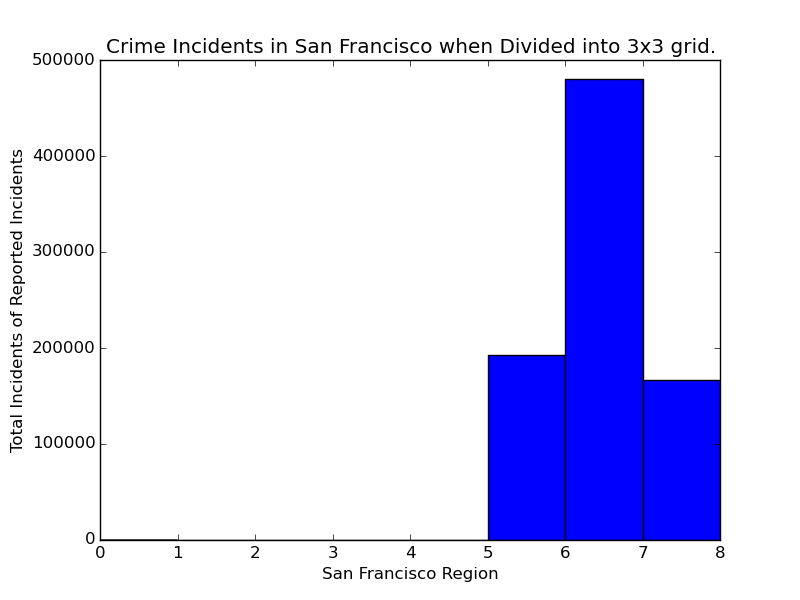 Crime Incidents in San Francisco when Divided into 3x3 grid.
500000
400000
300000
200000
100000
0
Total Incidents of Reported Incidents
0 1 2 3 4 5 6 7 8
San Francisco Region